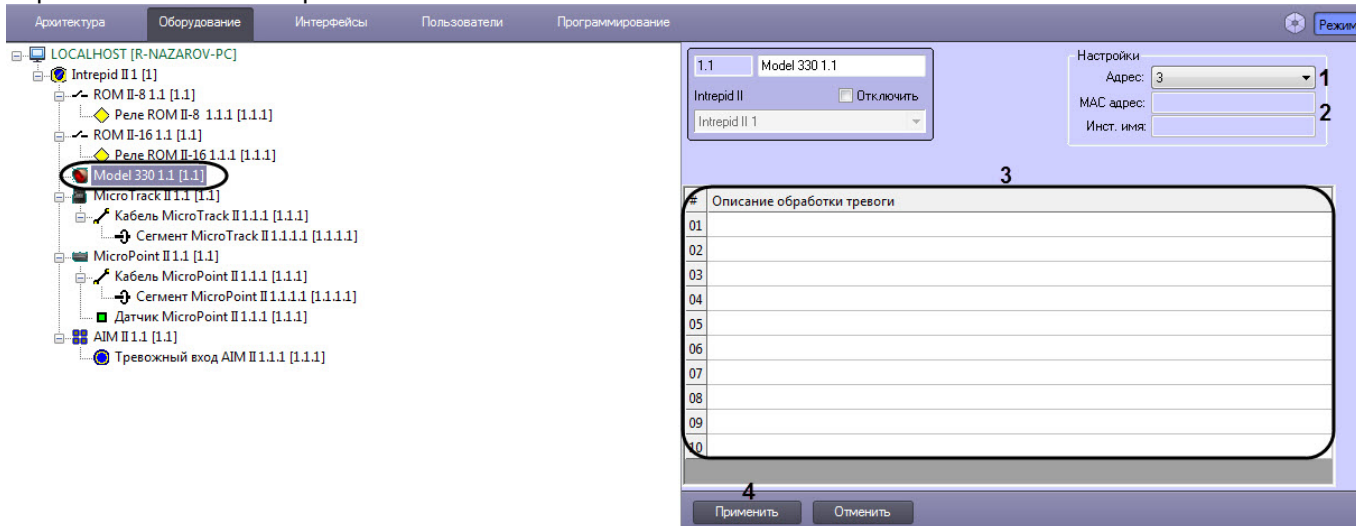 Архитектура Оборудование Интерфейсы Пользователи Программирование Режим
LOCALHOST [R-NAZAROV-PC]
Intrepid II 1 [1]
ROM II-8 1.1 [1.1]
Реле ROM II-8 1.1.1 [1.1.1]
ROM II-16 1.1 [1.1]
Реле ROM II-16 1.1.1 [1.1.1]
Model 330 1.1 [1.1]
MicroTrack II 1.1 [1.1]
Кабель MicroTrack II 1.1.1 [1.1.1]
Сегмент MicroTrack II 1.1.1.1 [1.1.1.1]
MicroPoint II 1.1 [1.1]
Кабель MicroPoint II 1.1.1 [1.1.1]
Сегмент MicroPoint II 1.1.1.1 [1.1.1.1]
Датчик MicroPoint II 1.1.1 [1.1.1]
AIM II 1.1 [1.1]
Тревожный вход AIM II 1.1.1 [1.1.1]
1.1 Model 330 1.1
Intrepid II Отключить
Intrepid II 1
Настройки
Адрес: 3 1
MAC адрес:
2
Инст. имя:
3
# Описание обработки тревоги
01
02
03
04
05
06
07
08
09
10
4
Применить Отменить